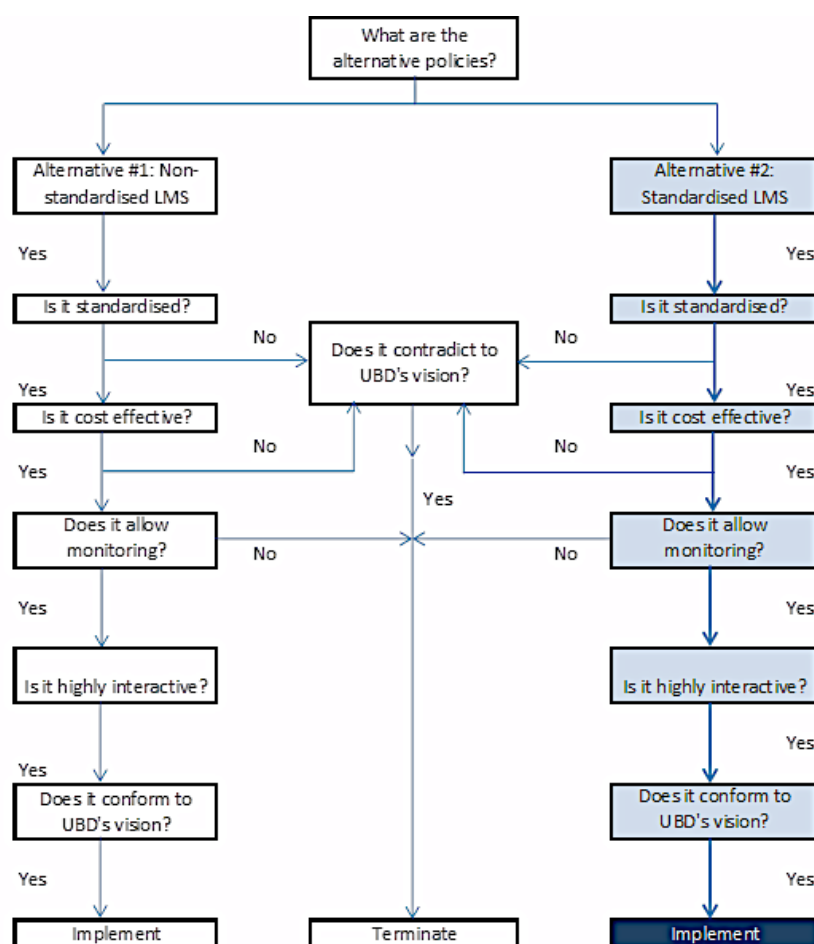 What are the
alternative policies?
Alternative #1: Non-
standardised LMS
Alternative #2:
Standardised LMS
Yes
Yes
Is it standardised?
Is it standardised?
No
No
Does it contradict to
UBD's vision?
Yes
Yes
Is it cost effective?
Is it cost effective?
No
No
Yes
Yes
Yes
Does it allow
monitoring?
Does it allow
monitoring?
No
No
Yes
Yes
Is it highly interactive?
Is it highly interactive?
Yes
Yes
Does it conform to
UBD's vision?
Does it conform to
UBD's vision?
Yes
Yes
Implement
Terminate
Implement